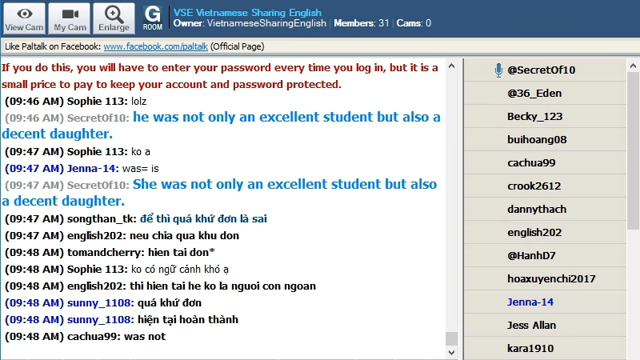 VSE Vietnamese Sharing English
Owner: VietnameseSharingEnglish | Members: 31 | Cams: 0
View Cam
My Cam
Enlarge
G
ROOM
Like Paltalk on Facebook: www.facebook.com/paltalk (Official Page)
If you do this, you will have to enter your password every time you log in, but it is a
small price to pay to keep your account and password protected.
(09:46 AM) Sophie 113: lolz
(09:46 AM) SecretOf10: he was not only an excellent student but also a
decent daughter.
(09:47 AM) Sophie 113: ko a
(09:47 AM) Jenna-14: was= is
(09:47 AM) SecretOf10: She was not only an excellent student but also
a decent daughter.
(09:47 AM) songthan_tk: để thì quá khứ đơn là sai
(09:47 AM) english202: neu chia qua khu don
(09:48 AM) tomandcherry: hien tai don*
(09:48 AM) Sophie 113: ko có ngữ cảnh khó ạ
(09:48 AM) english202: thi hien tai he ko la nguoi con ngoan
(09:48 AM) sunny_1108: quá khứ đơn
(09:48 AM) sunny_1108: hiện tại hoàn thành
(09:48 AM) cachua99: was not
@SecretOf10
@36_Eden
Becky_123
buihoang08
cachua99
crook2612
dannythach
english202
@HanhD7
hoaxuyenchi2017
Jenna-14
Jess Allan
kara1910